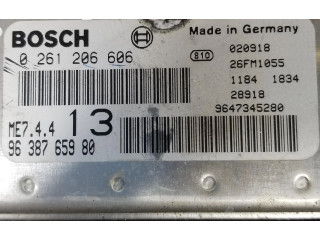 BOSCH Made in Germany
0 261 206 606 B10 020918
26FM1055
1184 1834
28918
9647345280
ME7.4.4 13
96 387 659 80